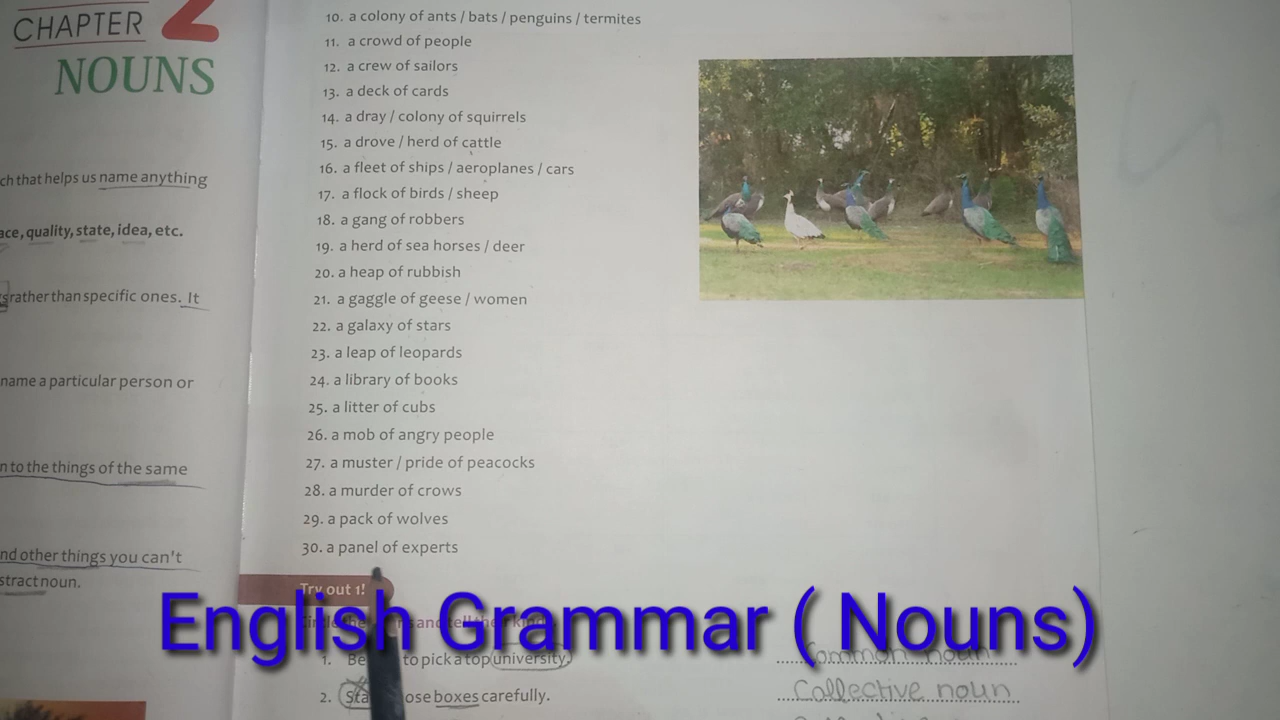 CHAPTER 2
NOUNS
ch that helps us name anything
ace, quality, state, idea, etc.
s rather than specific ones. It
name a particular person or
n to the things of the same
nd other things you can't
stract noun.
10. a colony of ants / bats / penguins / termites
11. a crowd of people
12. a crew of sailors
13. a deck of cards
14. a dray / colony of squirrels
15. a drove / herd of cattle
16. a fleet of ships / aeroplanes / cars
17. a flock of birds / sheep
18. a gang of robbers
19. a herd of sea horses / deer
20. a heap of rubbish
21. a gaggle of geese / women
22. a galaxy of stars
23. a leap of leopards
24. a library of books
25. a litter of cubs
26. a mob of angry people
27. a muster / pride of peacocks
28. a murder of crows
29. a pack of wolves
30. a panel of experts
Try out 1!
and tell
English Grammar ( Nouns)
1. to pick a top university. Common noun
2. boxes carefully. Collective noun